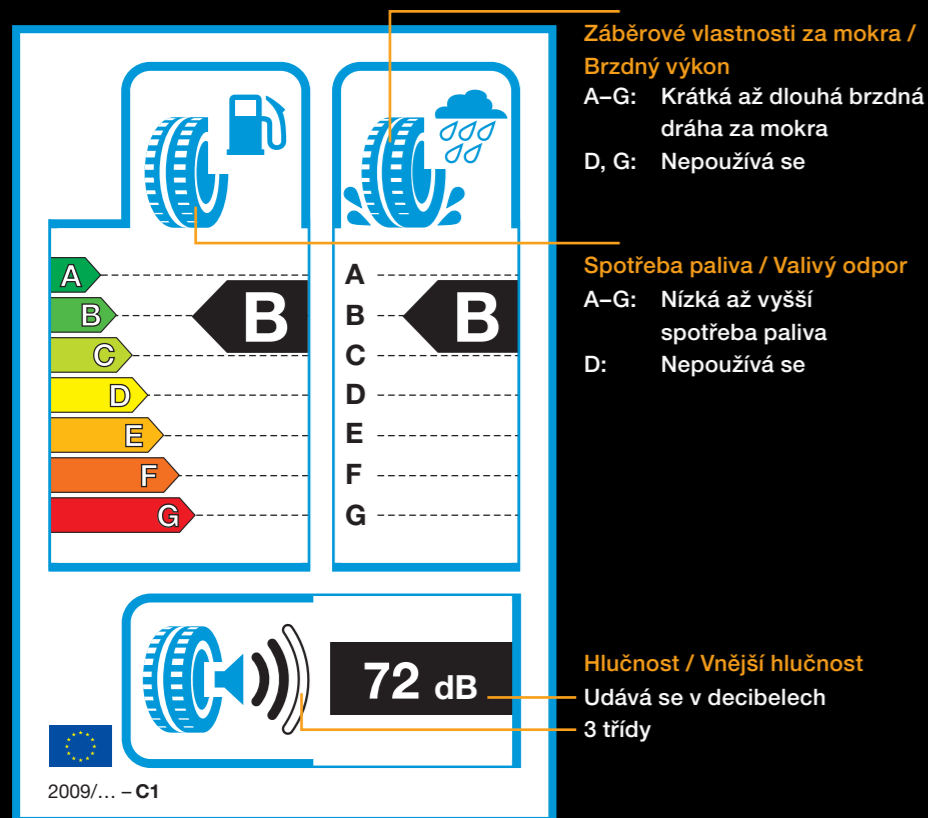 Záběrové vlastnosti za mokra /
Brzdný výkon
A–G: Krátká až dlouhá brzdná
dráha za mokra
D, G: Nepoužívá se
Spotřeba paliva / Valivý odpor
A–G: Nízká až vyšší
spotřeba paliva
D: Nepoužívá se
A
B
C
D
E
F
G
B
A
B
C
D
E
F
G
B
72 dB
Hlučnost / Vnější hlučnost
Udává se v decibelech
3 třídy
2009/... – C1